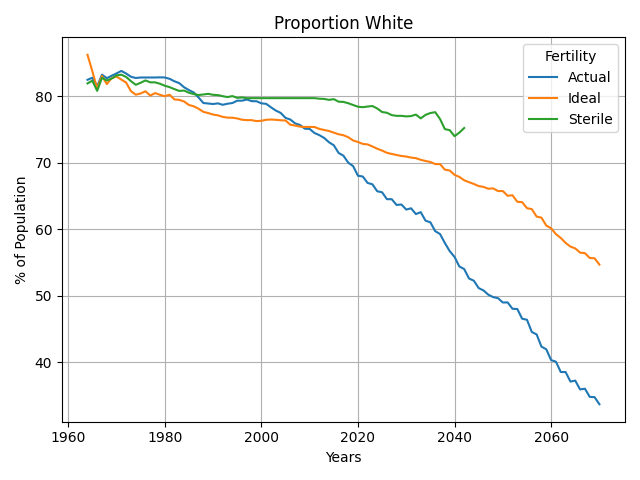 Proportion White
Fertility
Actual
Ideal
Sterile
% of Population
80
70
60
50
40
1960
1980
2000
2020
2040
2060
Years